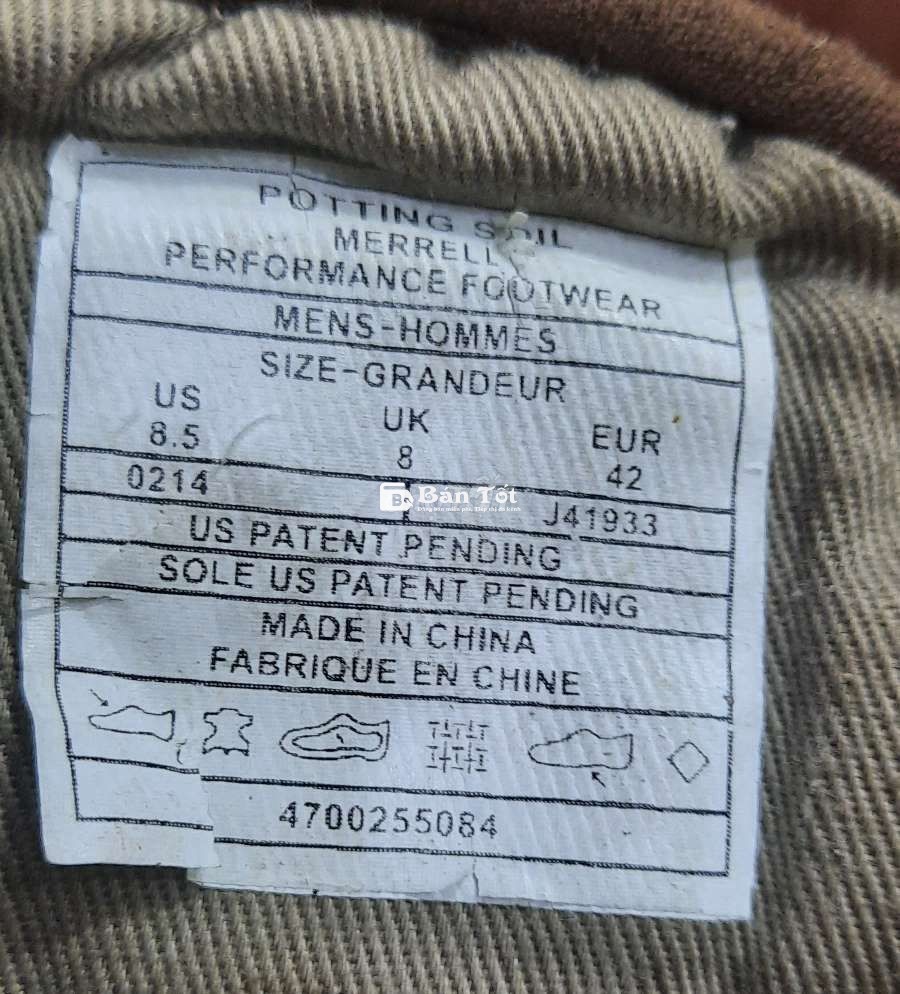 POTTING SOIL
MERRELL
PERFORMANCE FOOTWEAR
MENS-HOMMES
SIZE-GRANDEUR
US UK EUR
8.5 8 42
0214 J41933
Bán Tốt
US PATENT PENDING
SOLE US PATENT PENDING
MADE IN CHINA
FABRIQUE EN CHINE
4700255084